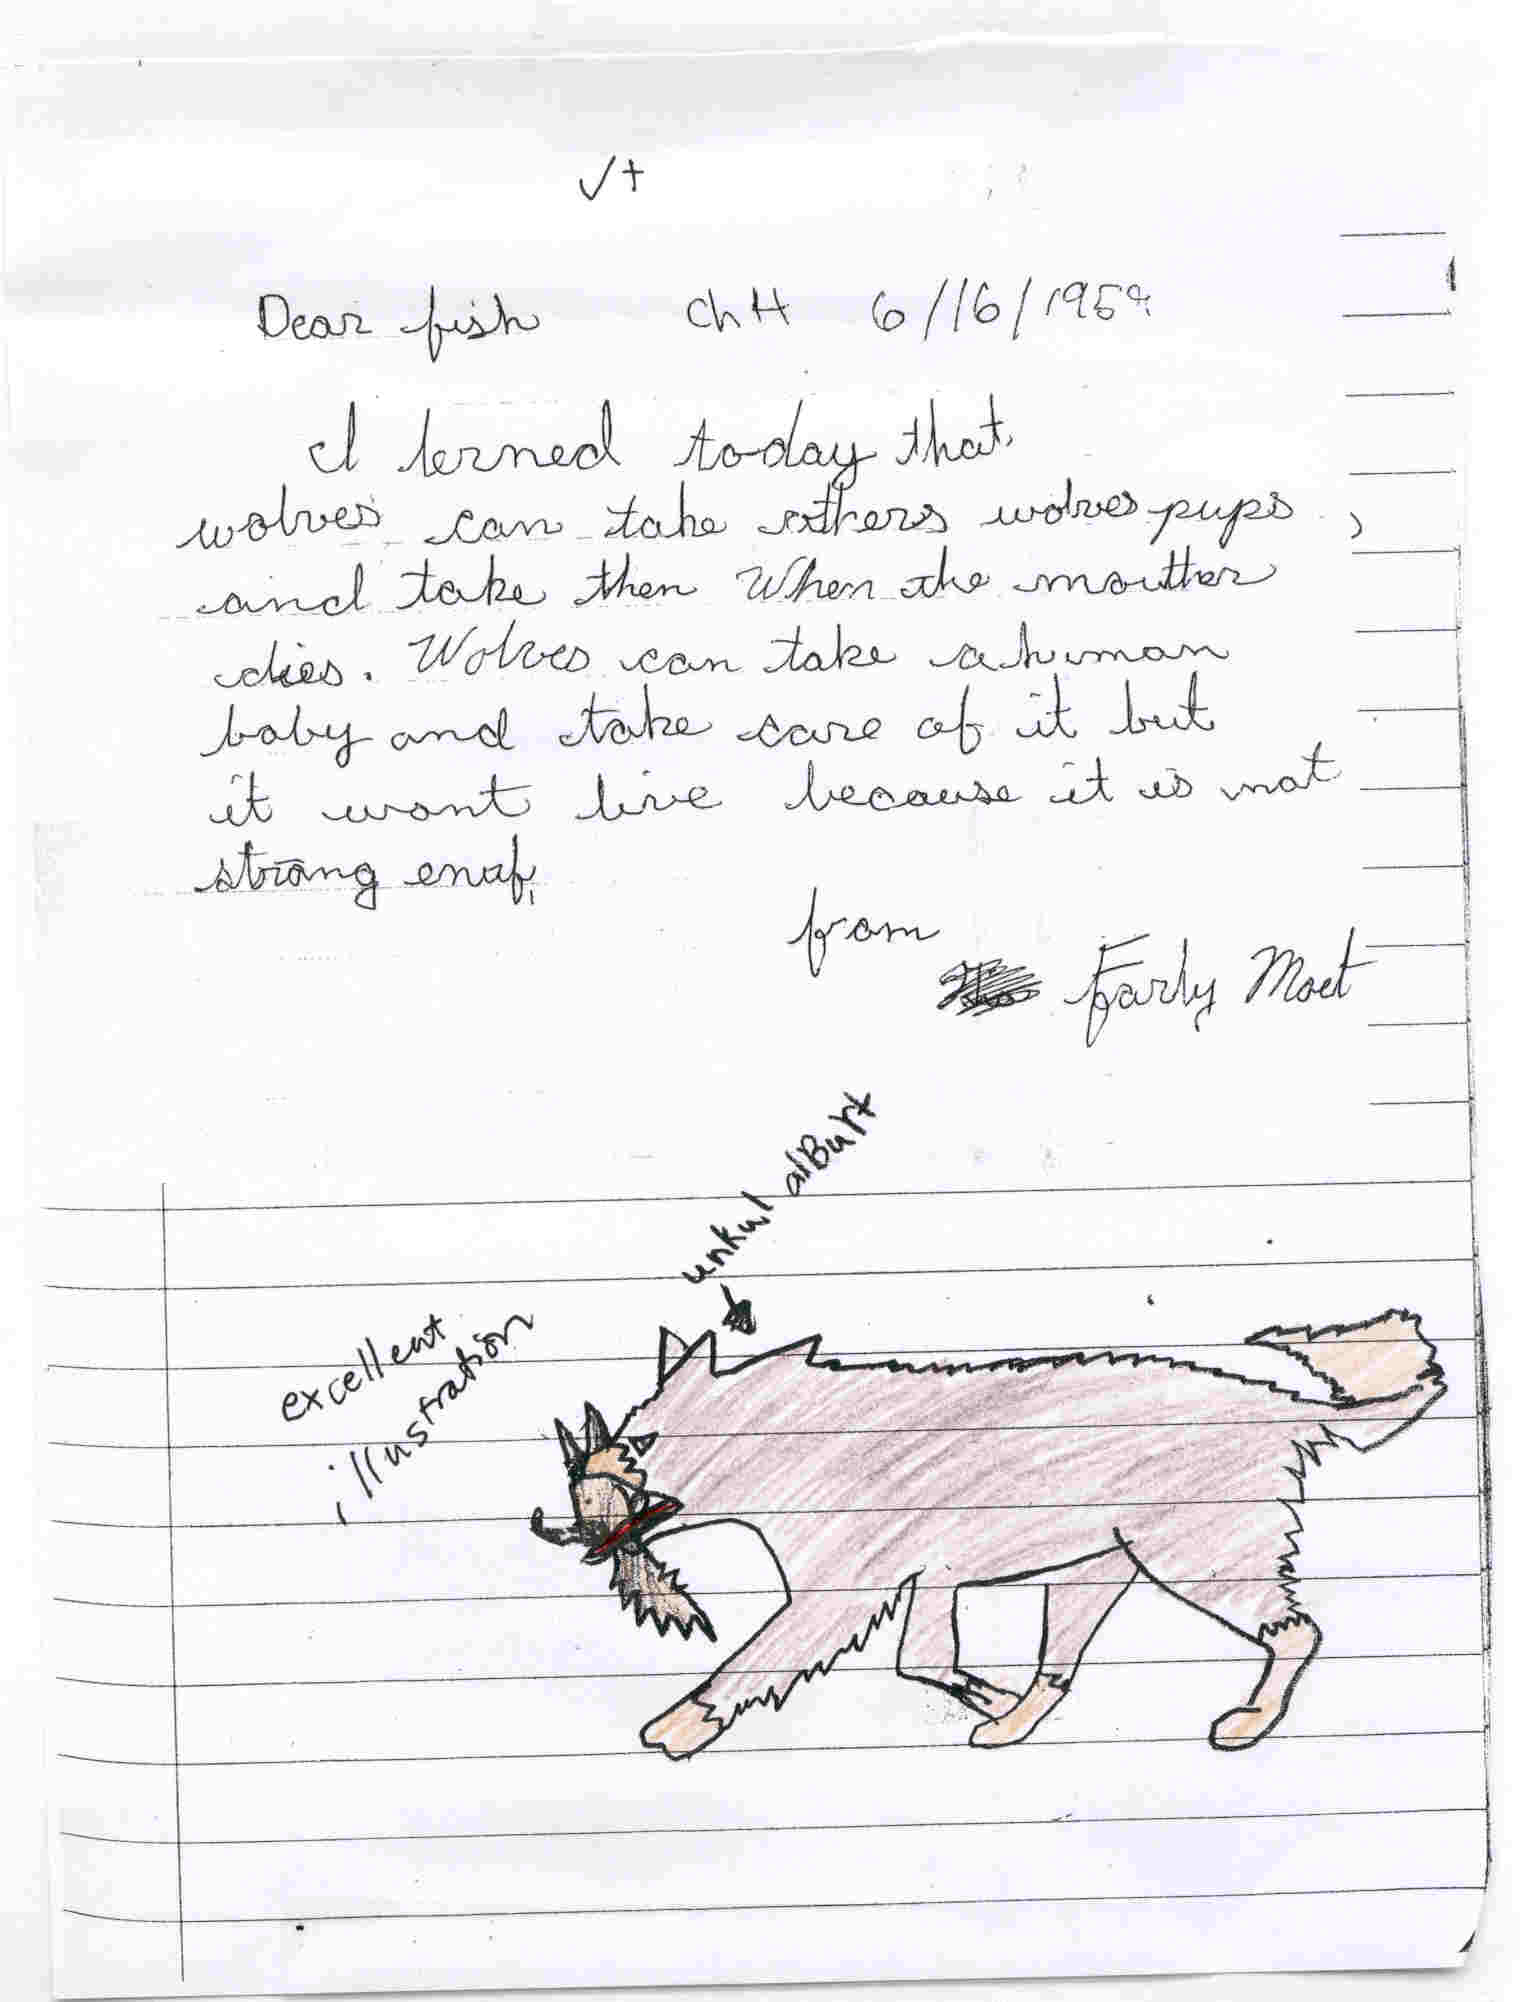 ✓+
Dear fish ch H 6/16/1959
I lerned today that
wolves can take others wolves pups,
and take then When the mouther
dies. Wolves can take a human
baby and take care of it but
it wont live because it is not
strong enaf,
from
Farly Moet
unkul alBurt
excellent
illustration